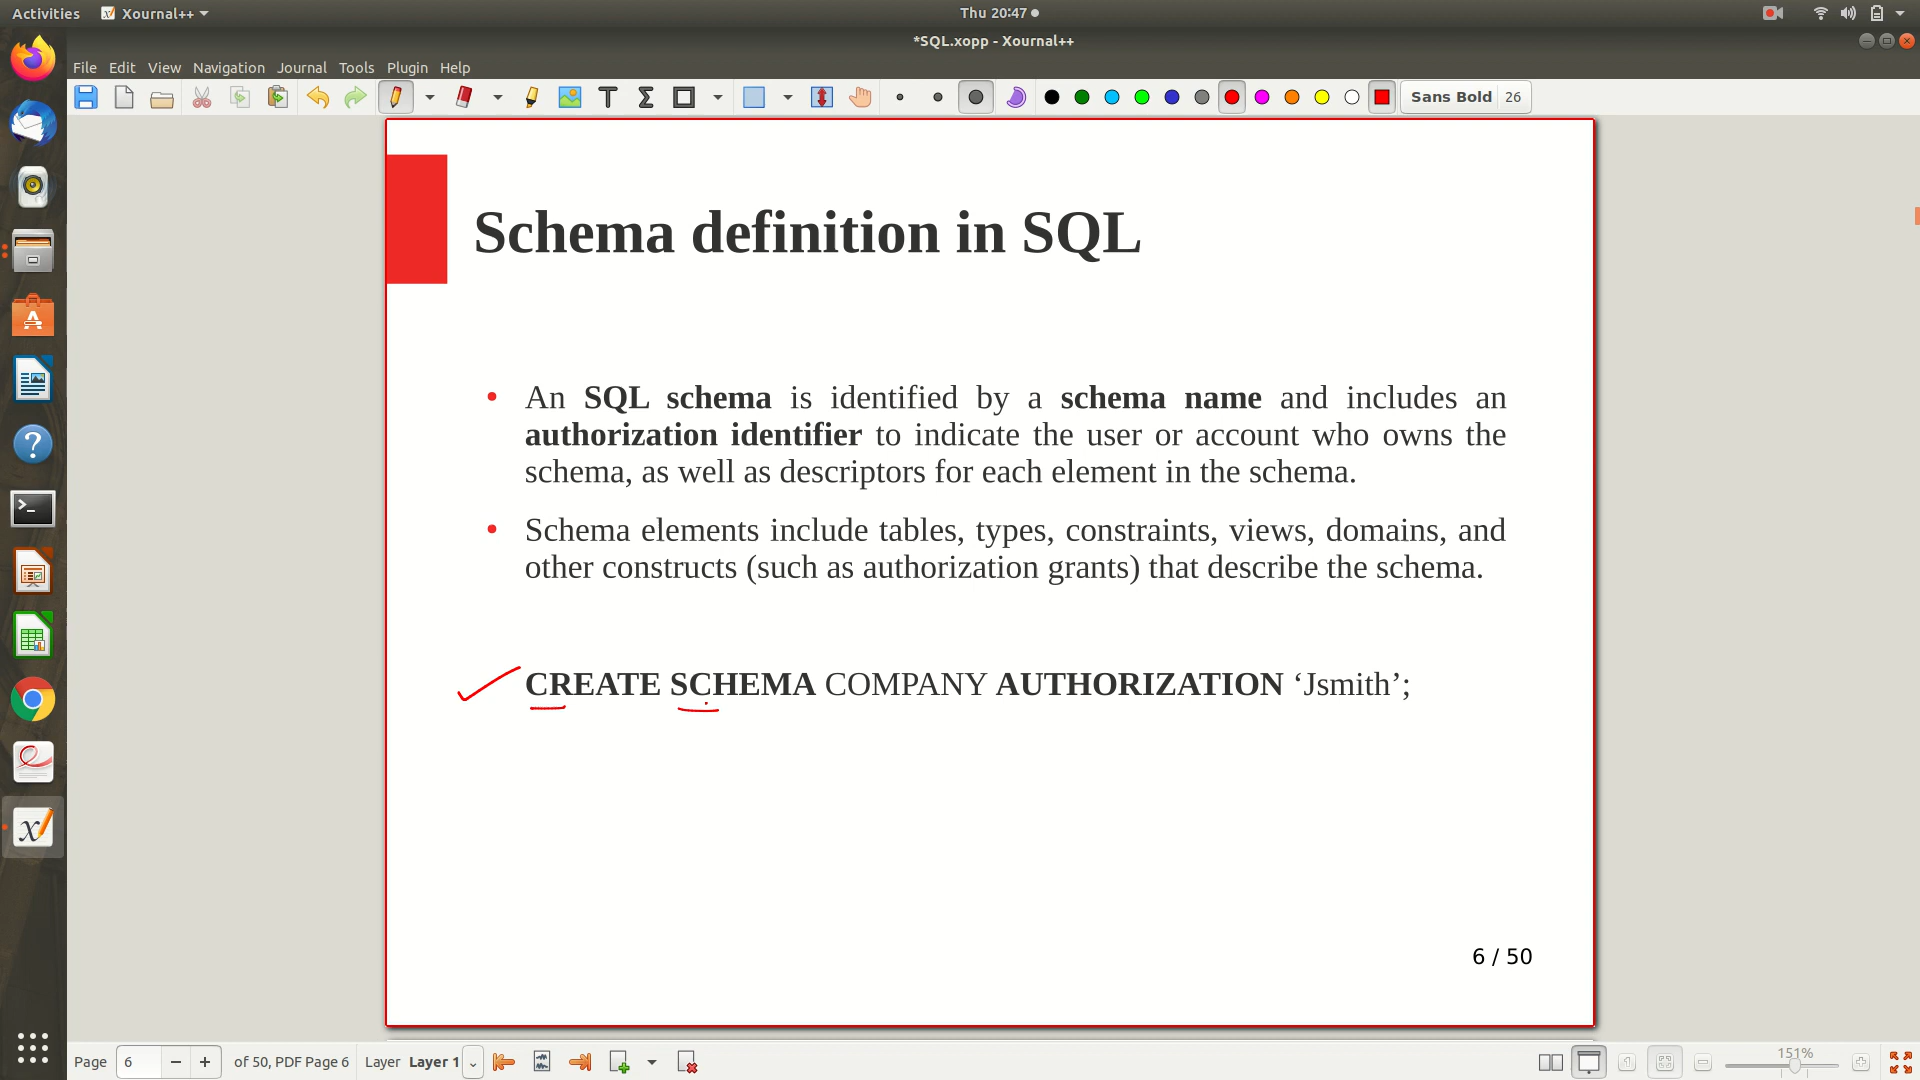 Activities Xournal++ Thu 20:47
*SQL.xopp - Xournal++
File Edit View Navigation Journal Tools Plugin Help
Sans Bold 26
Schema definition in SQL
• An SQL schema is identified by a schema name and includes an
authorization identifier to indicate the user or account who owns the
schema, as well as descriptors for each element in the schema.
• Schema elements include tables, types, constraints, views, domains, and
other constructs (such as authorization grants) that describe the schema.
CREATE SCHEMA COMPANY AUTHORIZATION ‘Jsmith’;
6 / 50
Page 6 of 50, PDF Page 6 Layer Layer 1 151%